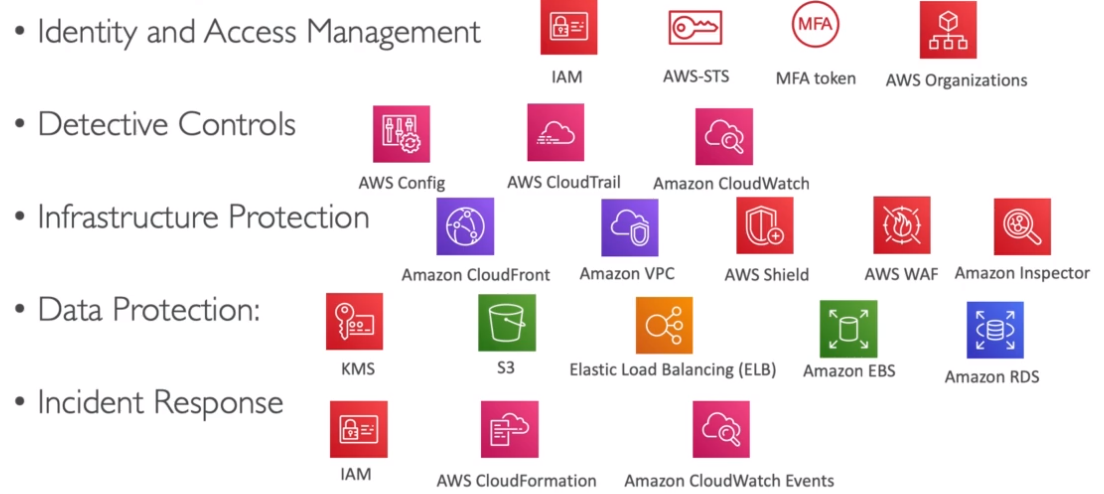 • Identity and Access Management
MFA
IAM
AWS-STS
MFA token
AWS Organizations
• Detective Controls
AWS Config
AWS CloudTrail
Amazon CloudWatch
• Infrastructure Protection
Amazon CloudFront
Amazon VPC
AWS Shield
AWS WAF
Amazon Inspector
• Data Protection:
KMS
S3
Elastic Load Balancing (ELB)
Amazon EBS
Amazon RDS
• Incident Response
IAM
AWS CloudFormation
Amazon CloudWatch Events